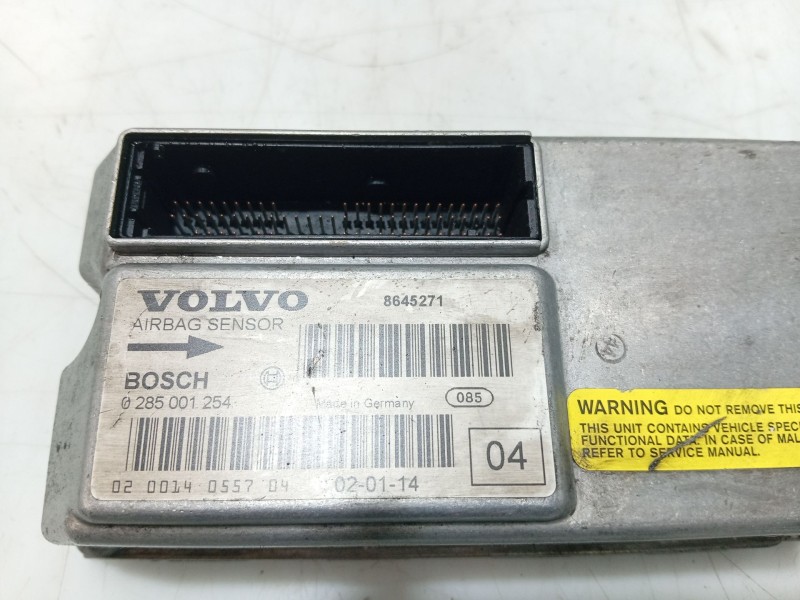 VOLVO
8645271
AIRBAG SENSOR
BOSCH
0 285 001 254
Made in Germany
085
04
02 0014 0557 04
02-01-14
WARNING DO NOT REMOVE THIS
THIS UNIT CONTAINS VEHICLE SPEC
FUNCTIONAL DATA. IN CASE OF MAL
REFER TO SERVICE MANUAL.